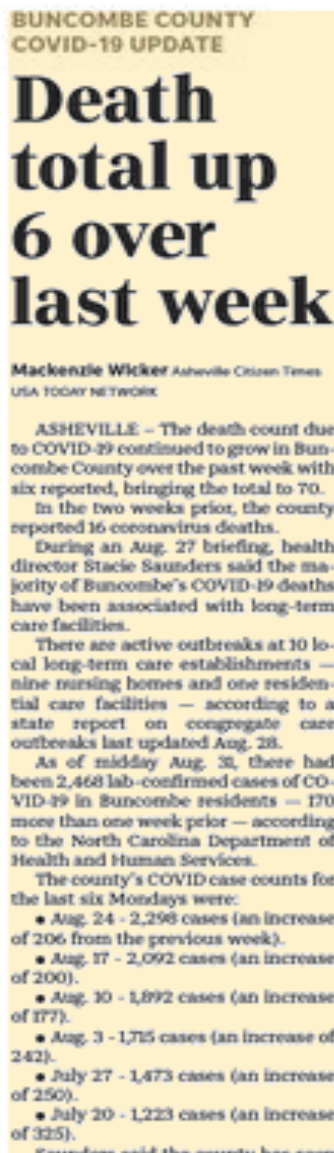 BUNCOMBE COUNTY
COVID-19 UPDATE
Death
total up
6 over
last week
Mackenzie Wicker Asheville Citizen Times
USA TODAY NETWORK
ASHEVILLE – The death count due
to COVID-19 continued to grow in Bun-
combe County over the past week with
six reported, bringing the total to 70.
In the two weeks prior, the county
reported 16 coronavirus deaths.
During an Aug. 27 briefing, health
director Stacie Saunders said the ma-
jority of Buncombe's COVID-19 deaths
have been associated with long-term
care facilities.
There are active outbreaks at 10 lo-
cal long-term care establishments —
nine nursing homes and one residen-
tial care facilities — according to a
state report on congregate care
outbreaks last updated Aug. 28.
As of midday Aug. 31, there had
been 2,468 lab-confirmed cases of CO-
VID-19 in Buncombe residents — 170
more than one week prior — according
to the North Carolina Department of
Health and Human Services.
The county's COVID case counts for
the last six Mondays were:
● Aug. 24 - 2,298 cases (an increase
of 206 from the previous week).
● Aug. 17 - 2,092 cases (an increase
of 200).
● Aug. 10 - 1,892 cases (an increase
of 177).
● Aug. 3 - 1,715 cases (an increase of
242).
● July 27 - 1,473 cases (an increase
of 250).
● July 20 - 1,223 cases (an increase
of 325).
Saunders said the county has seen